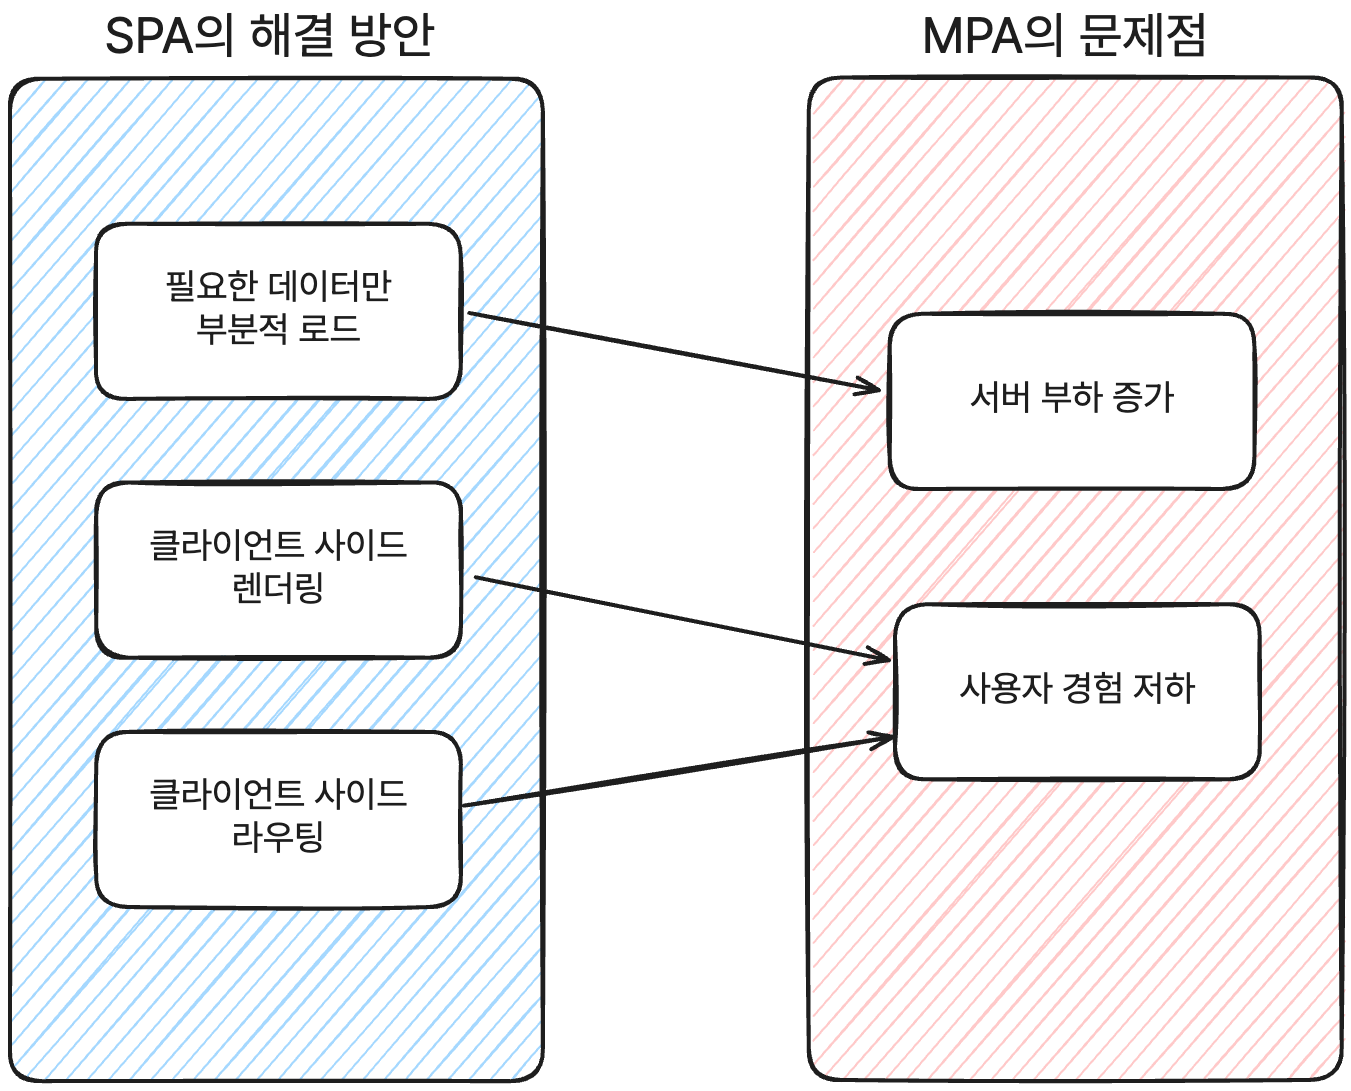 SPA의 해결 방안
필요한 데이터만
부분적 로드
클라이언트 사이드
렌더링
클라이언트 사이드
라우팅
MPA의 문제점
서버 부하 증가
사용자 경험 저하